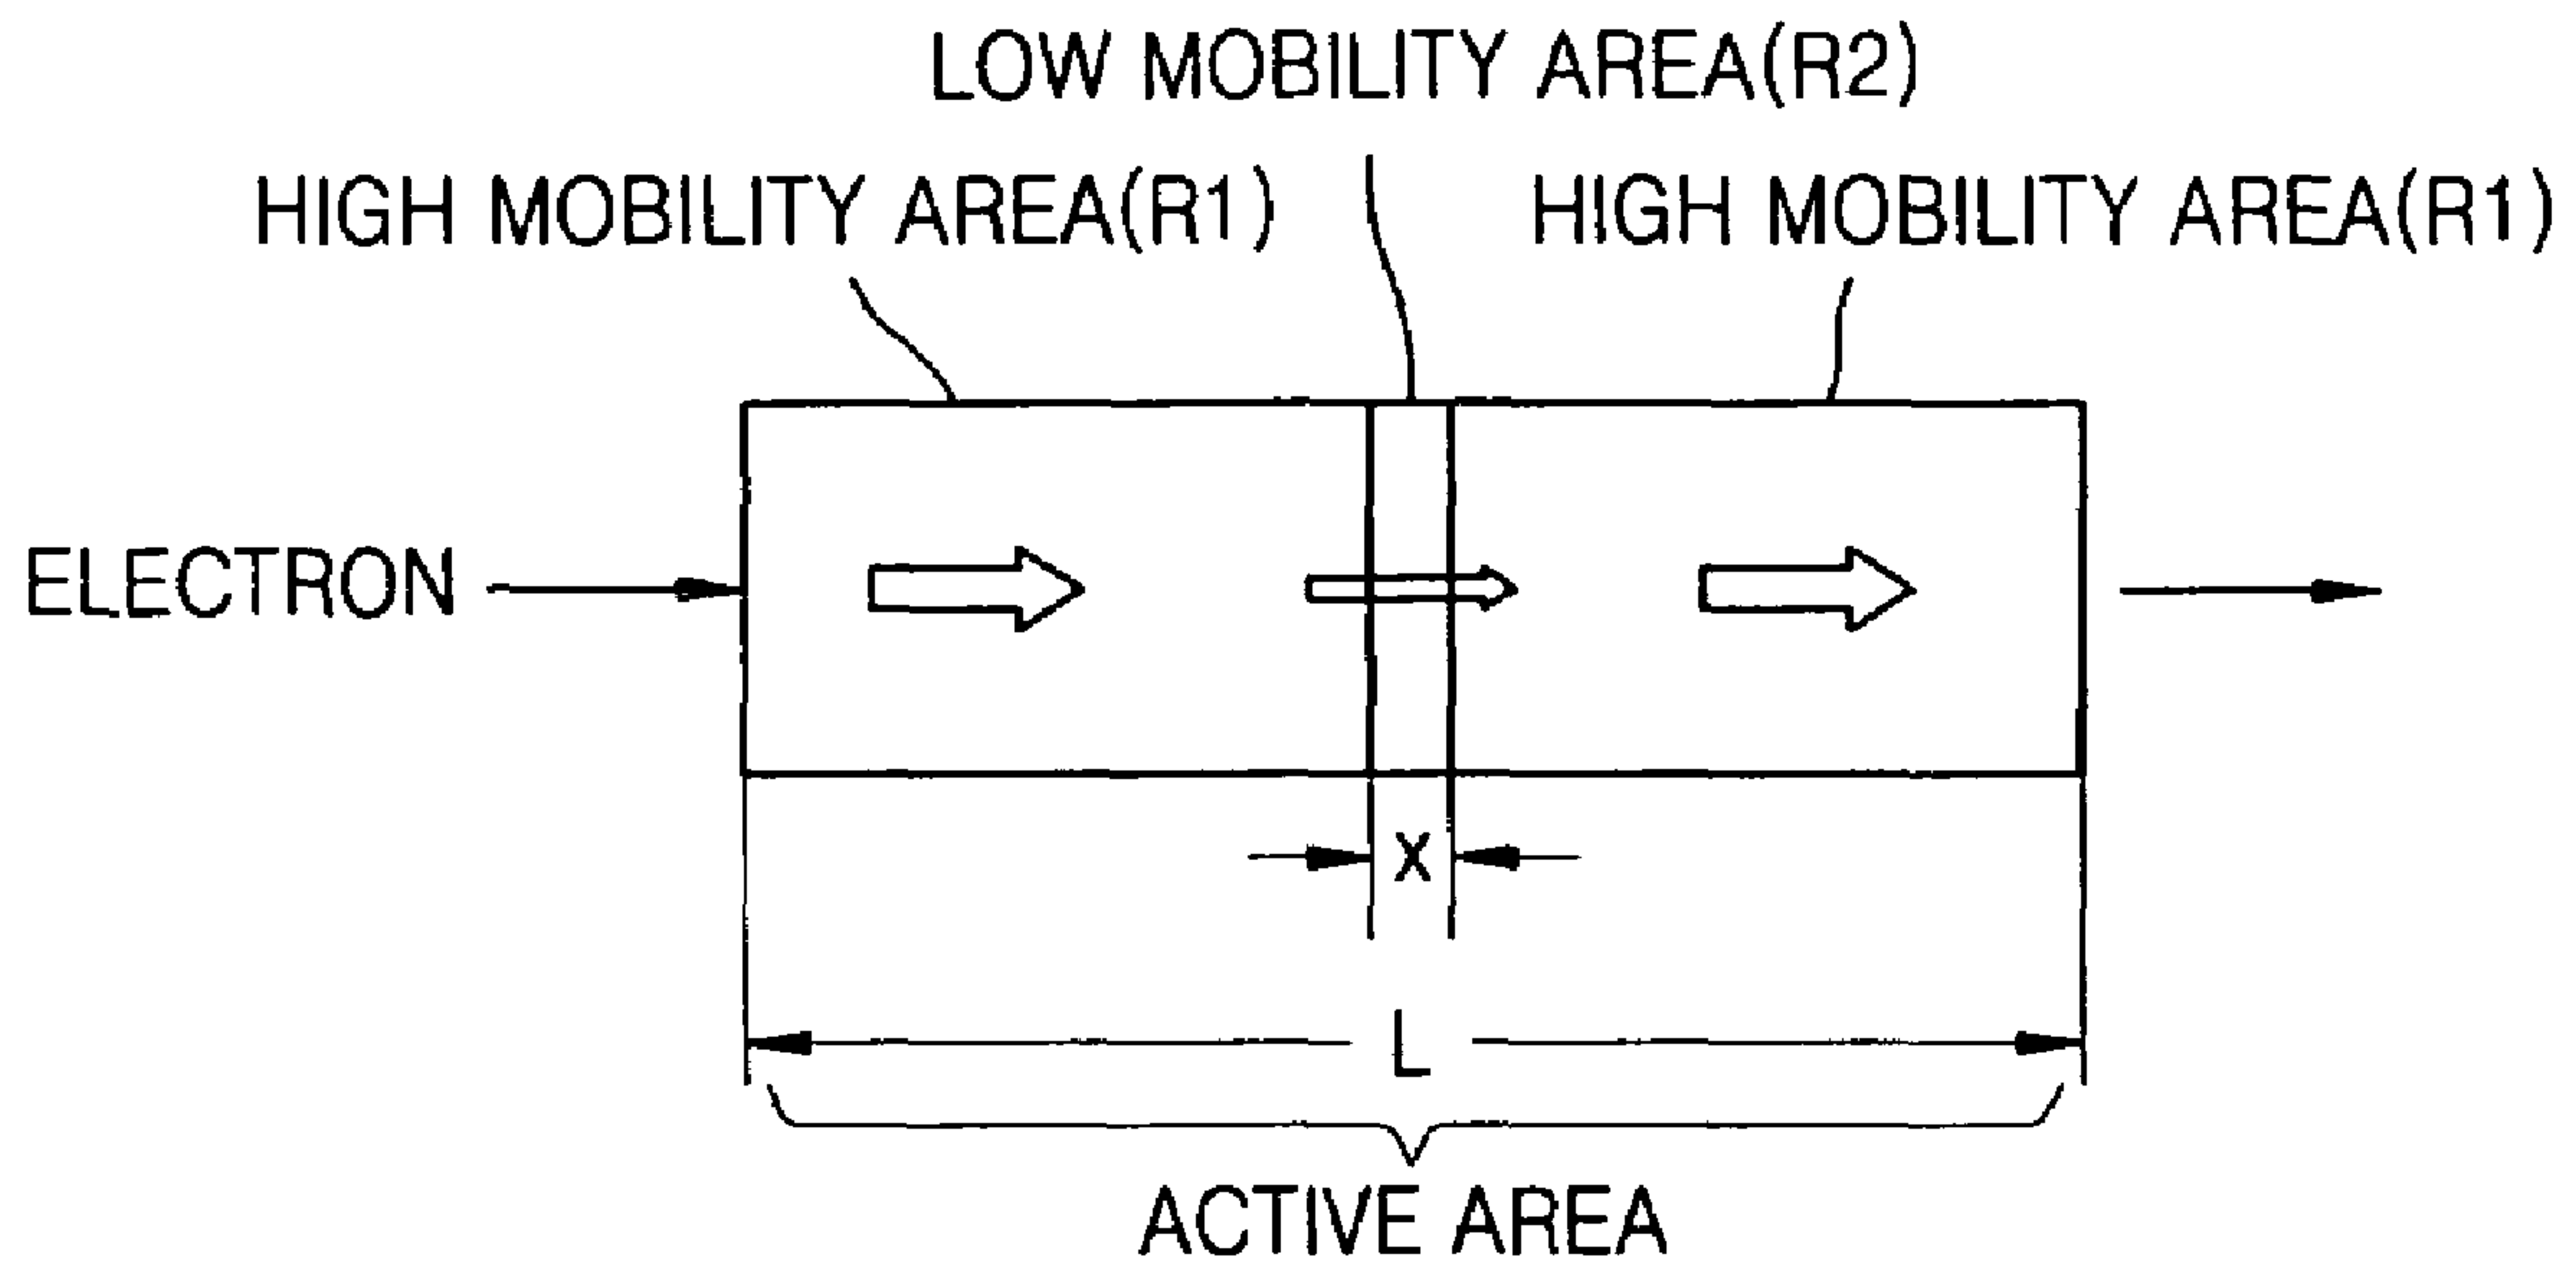 LOW MOBILITY AREA(R2)
HIGH MOBILITY AREA(R1)
HIGH MOBILITY AREA(R1)
ELECTRON
X
L
ACTIVE AREA